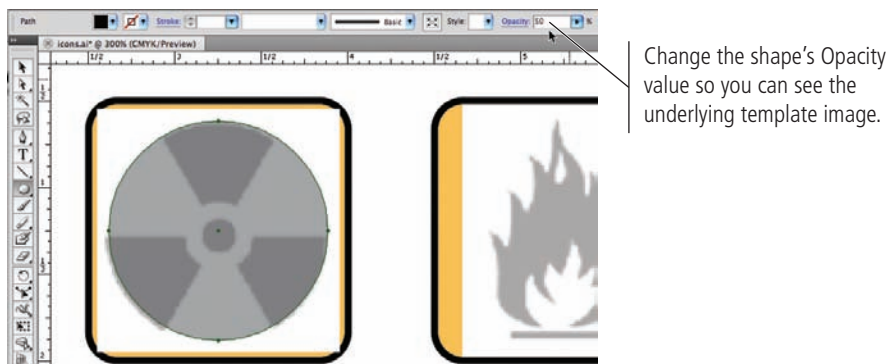 Path Stroke: Basic Style: Opacity: 50 %
icons.ai* @ 300% (CMYK/Preview)
1/2 3 1/2 4 1/2 5
Change the shape's Opacity
value so you can see the
underlying template image.